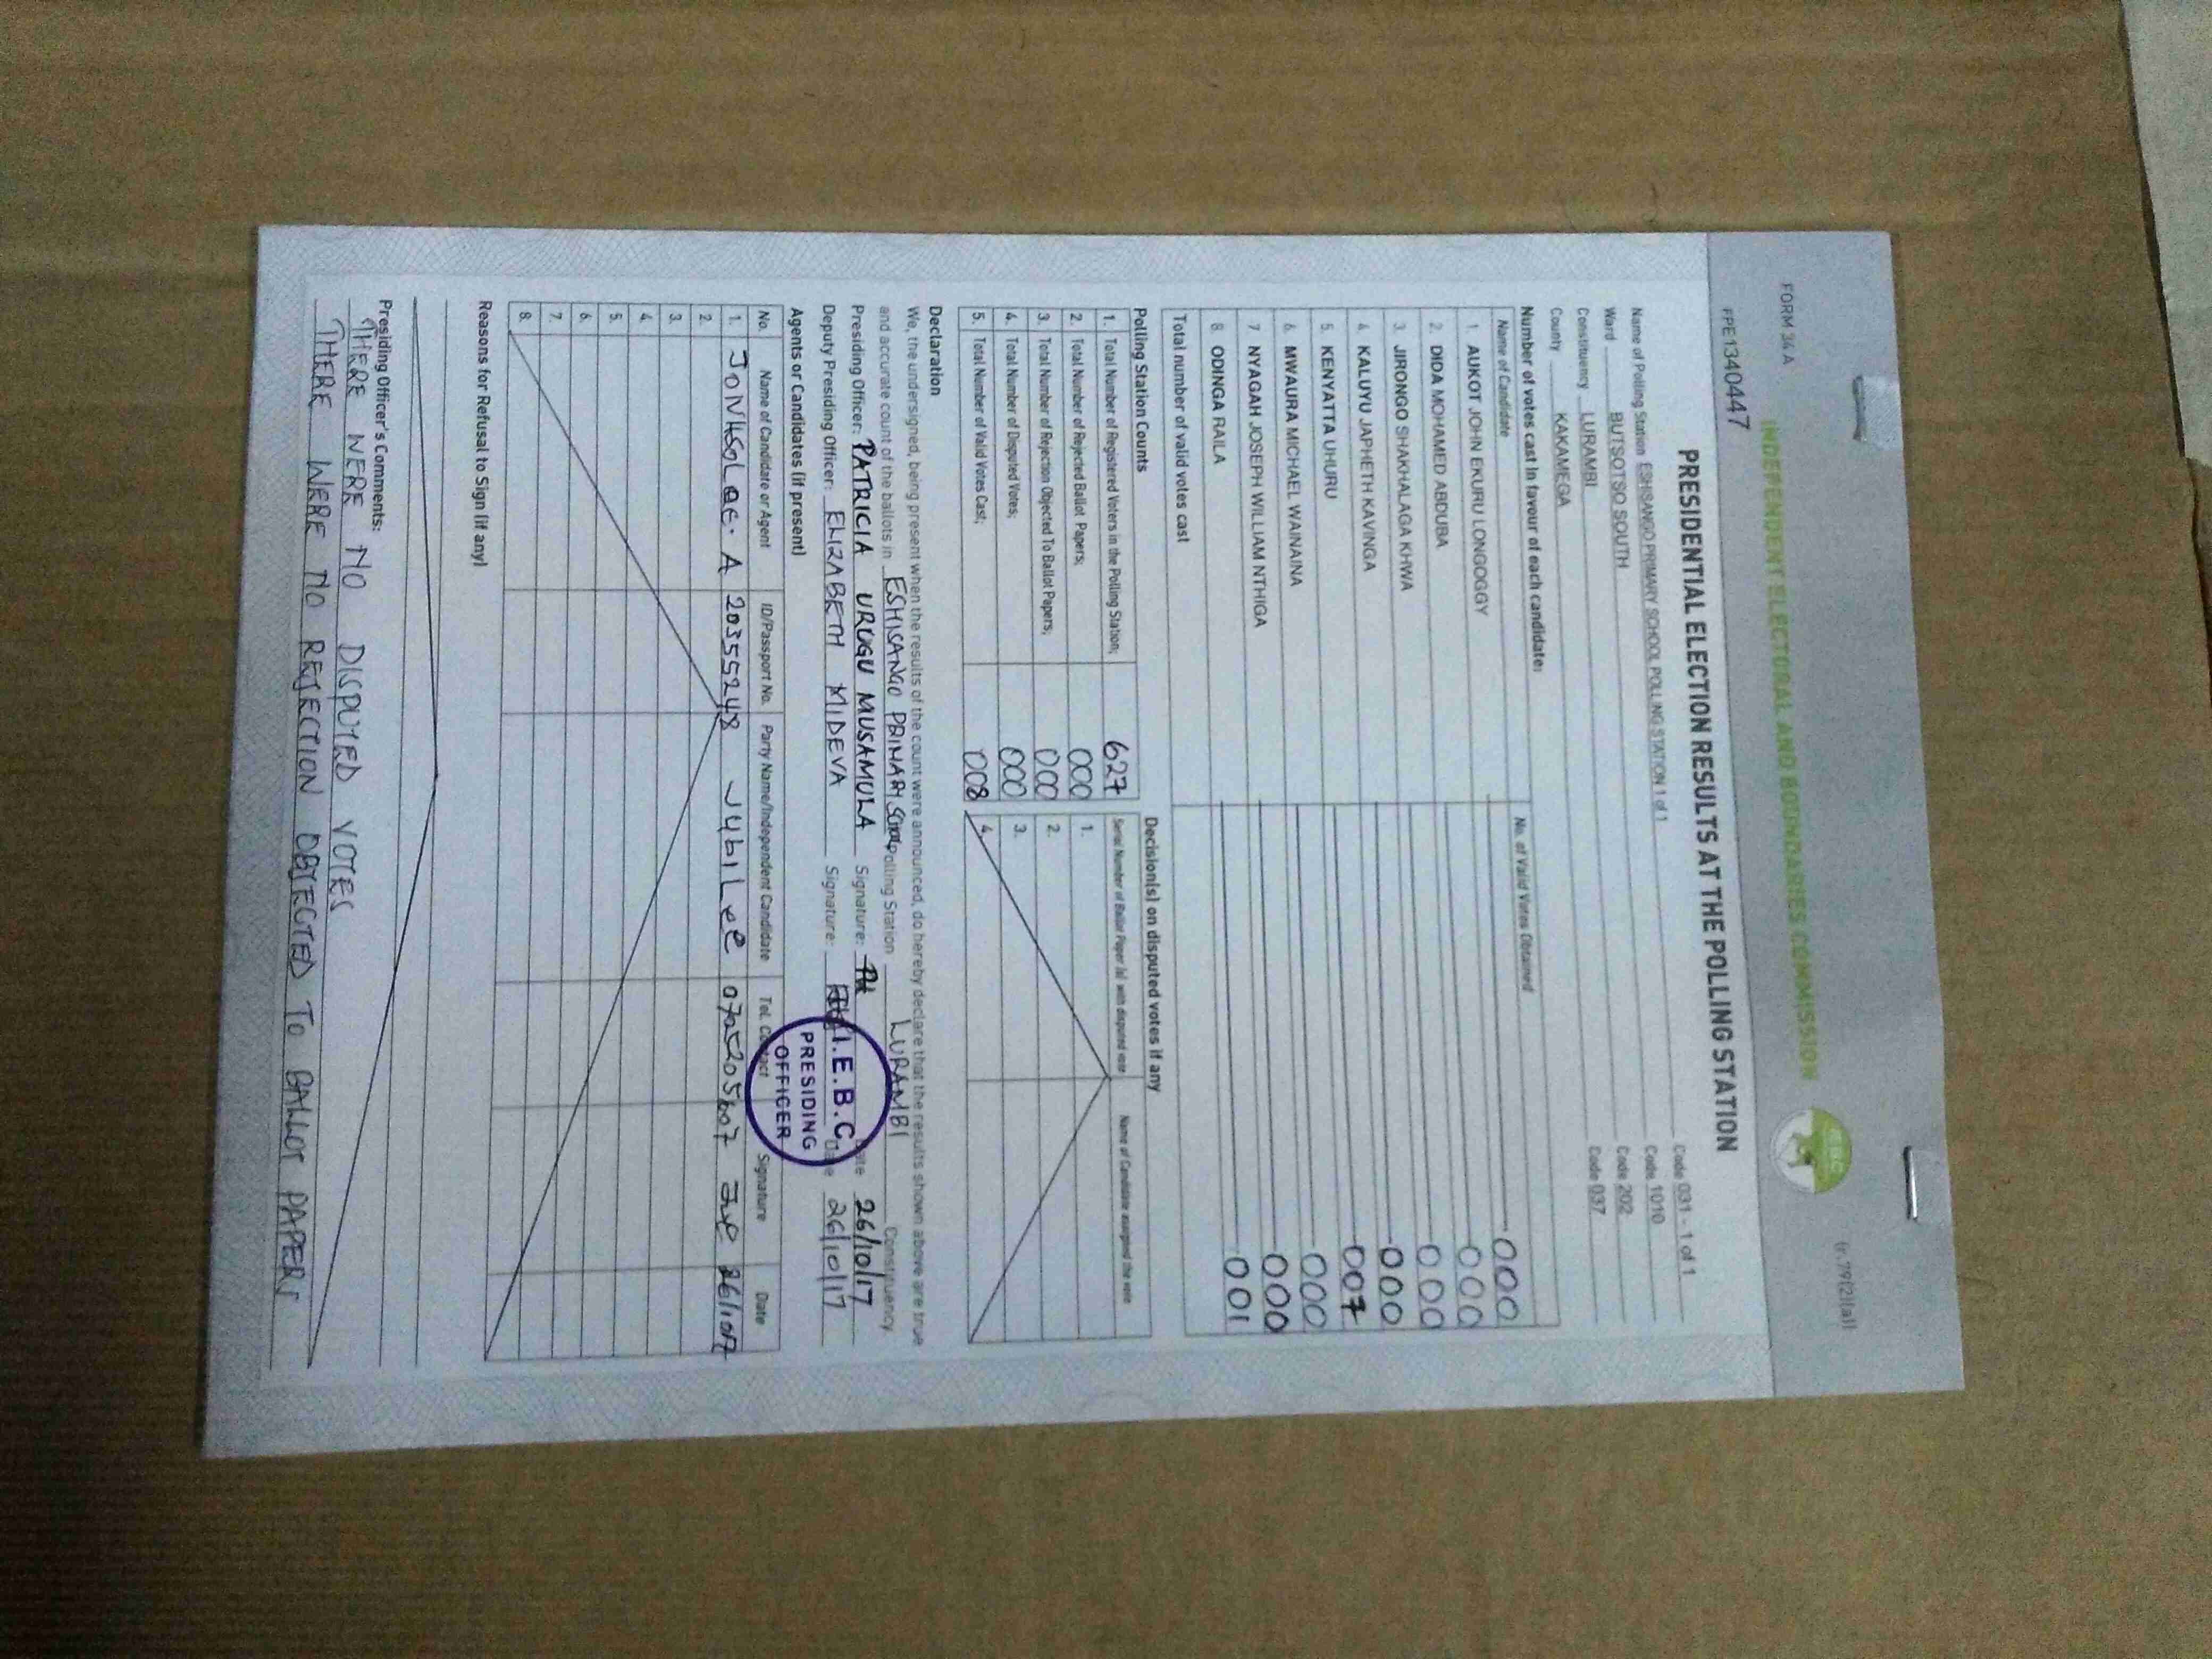 FORM 34 A
(r.79(2)(a))
INDEPENDENT ELECTORAL AND BOUNDARIES COMMISSION
IEBC
FPE1340447
PRESIDENTIAL ELECTION RESULTS AT THE POLLING STATION
Name of Polling Station ESHISANGO PRIMARY SCHOOL POLLING STATION 1 of 1 Code 031 - 1 of 1
Ward BUTSOTSO SOUTH Code 1010
Constituency LURAMBI Code 202
County KAKAMEGA Code 037
Number of votes cast in favour of each candidate:
Name of Candidate No. of Valid Votes Obtained
1. AUKOT JOHN EKURU LONGOGGY 000
2. DIDA MOHAMED ABDUBA 000
3. JIRONGO SHAKHALAGA KHWA 000
4. KALUYU JAPHETH KAVINGA 000
5. KENYATTA UHURU 007
6. MWAURA MICHAEL WAINAINA 000
7 NYAGAH JOSEPH WILLIAM NTHIGA 000
8. ODINGA RAILA 001
Total number of valid votes cast
Polling Station Counts
1. Total Number of Registered Voters in the Polling Station; 627
2. Total Number of Rejected Ballot Papers; 000
3. Total Number of Rejection Objected To Ballot Papers; 000
4. Total Number of Disputed Votes; 000
5. Total Number of Valid Votes Cast; 008
Decision(s) on disputed votes if any
Serial Number of Ballot Paper (s) with disputed vote Name of Candidate assigned the vote
1.
2.
3.
4.
Declaration
We, the undersigned, being present when the results of the count were announced, do hereby declare that the results shown above are true
and accurate count of the ballots in ESHISANGO PRIMARY SCHOOL Polling Station LURAMBI Constituency
Presiding Officer: PATRICIA URUGU MUSAMULA Signature: Date 26/10/17
Deputy Presiding Officer: ELIZABETH MIDEVA Signature: Date 26/10/17
I.E.B.C
PRESIDING
OFFICER
Agents or Candidates (if present)
No. Name of Candidate or Agent ID/Passport No. Party Name/Independent Candidate Tel. Contact Signature Date
1. A 20355248 Jubilee
2.
3.
4.
5.
6.
7.
8.
Reasons for Refusal to Sign (if any)
Presiding Officer's Comments:
THERE WERE NO DISPUTED VOTES
THERE WERE NO REJECTION OBJECTED TO BALLOT PAPERS